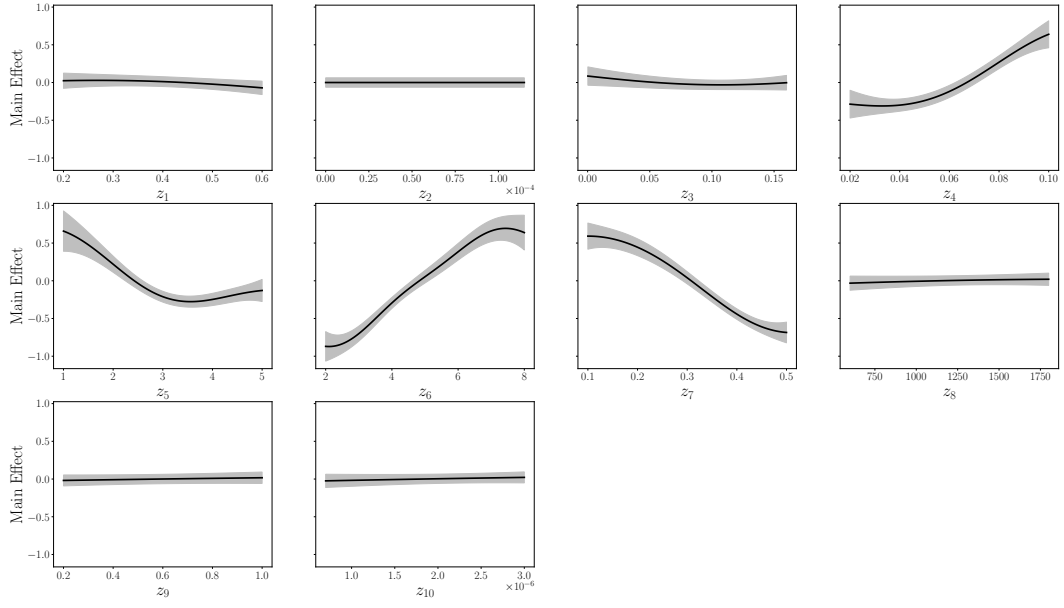 1.0
0.5
0.0
−0.5
−1.0
Main Effect
0.2 0.3 0.4 0.5 0.6
z1
0.00 0.25 0.50 0.75 1.00
×10−4
z2
0.00 0.05 0.10 0.15
z3
0.02 0.04 0.06 0.08 0.10
z4
1.0
0.5
0.0
−0.5
−1.0
Main Effect
1 2 3 4 5
z5
2 4 6 8
z6
0.1 0.2 0.3 0.4 0.5
z7
750 1000 1250 1500 1750
z8
1.0
0.5
0.0
−0.5
−1.0
Main Effect
0.2 0.4 0.6 0.8 1.0
z9
1.0 1.5 2.0 2.5 3.0
×10−6
z10